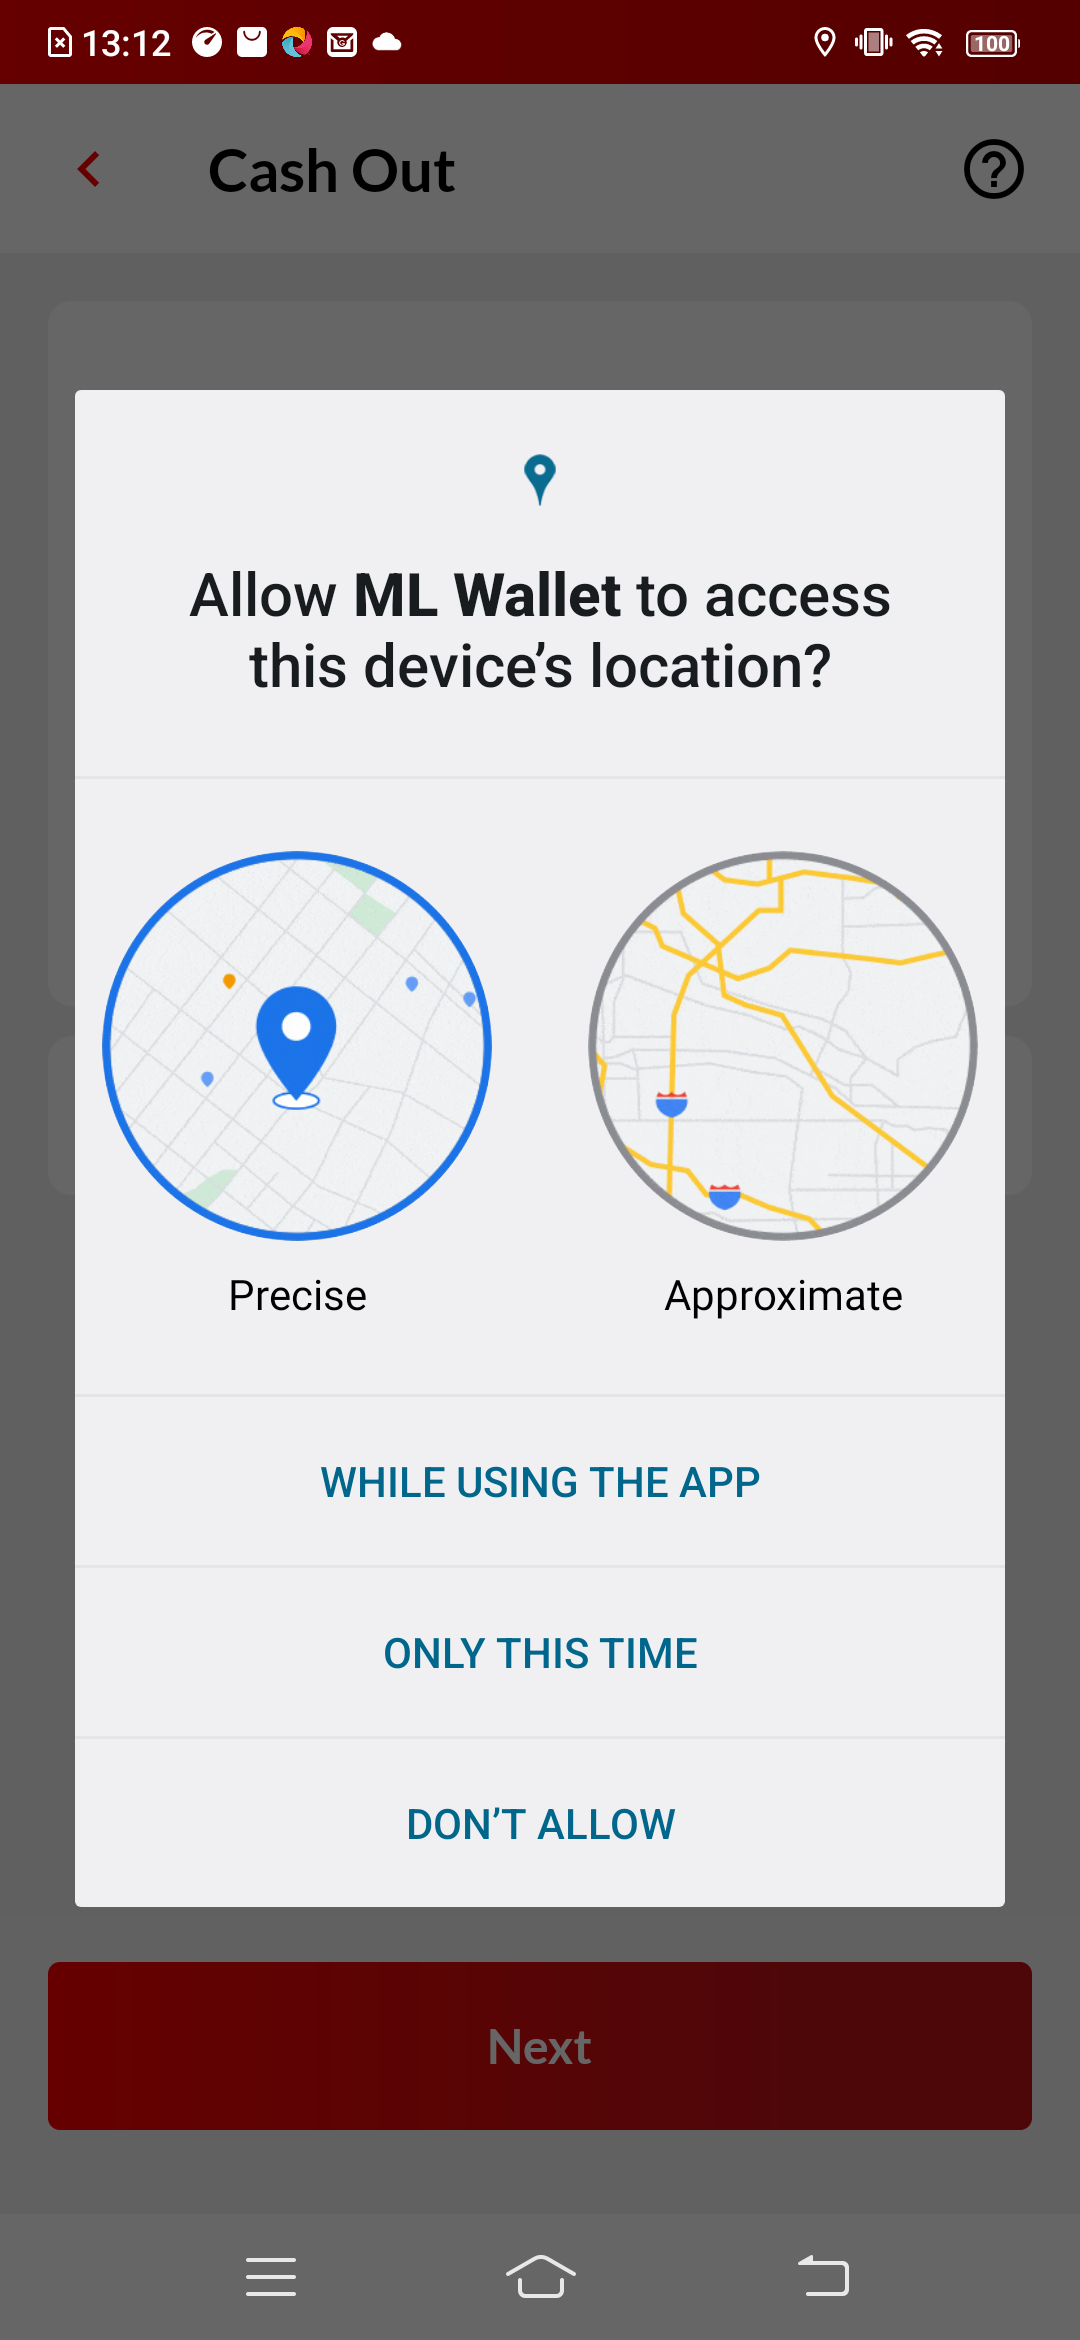 13:12
100
Cash Out
Allow ML Wallet to access
this device’s location?
Precise
Approximate
WHILE USING THE APP
ONLY THIS TIME
DON’T ALLOW
Next